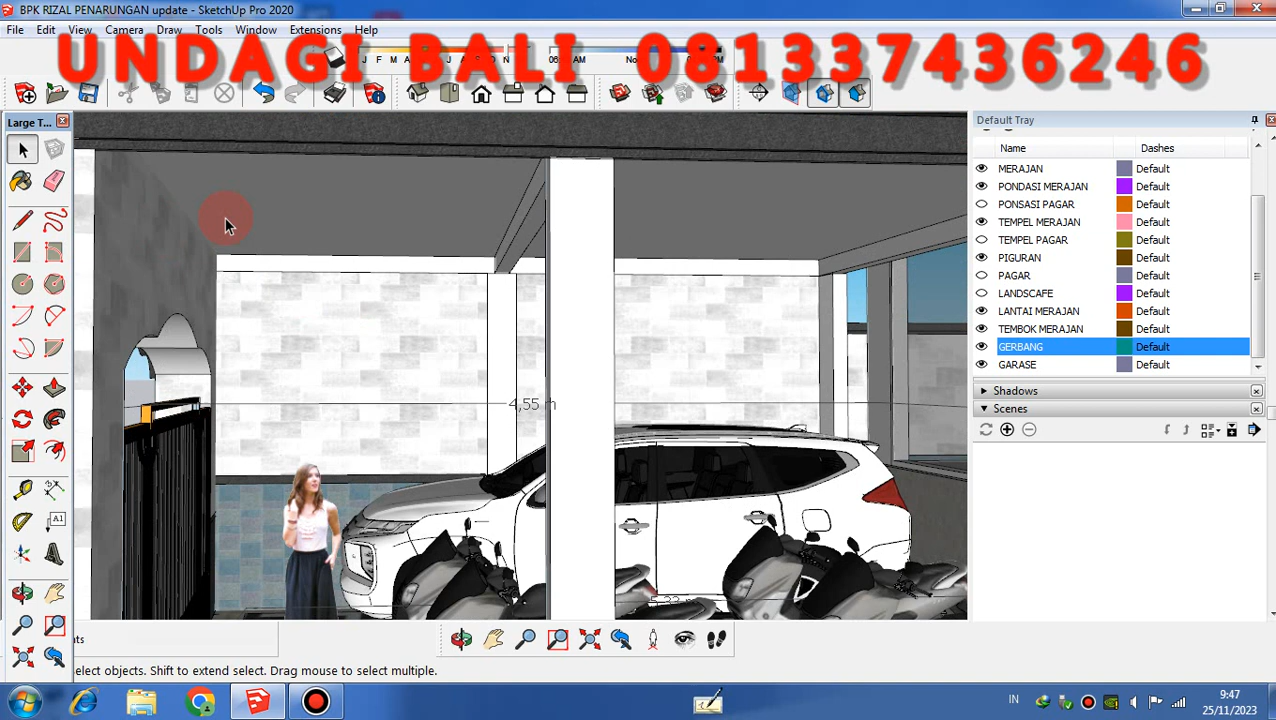 BPK RIZAL PENARUNGAN update - SketchUp Pro 2020
File Edit View Camera Draw Tools Window Extensions Help
UNDAGI BALI 081337436246
J F M A N
Large T...
Default Tray
Name Dashes
MERAJAN Default
PONDASI MERAJAN Default
PONSASI PAGAR Default
TEMPEL MERAJAN Default
TEMPEL PAGAR Default
PIGURAN Default
PAGAR Default
LANDSCAFE Default
LANTAI MERAJAN Default
TEMBOK MERAJAN Default
GERBANG Default
GARASE Default
Shadows
Scenes
4,55 m
A1
elect objects. Shift to extend select. Drag mouse to select multiple.
IN
9:47
25/11/2023